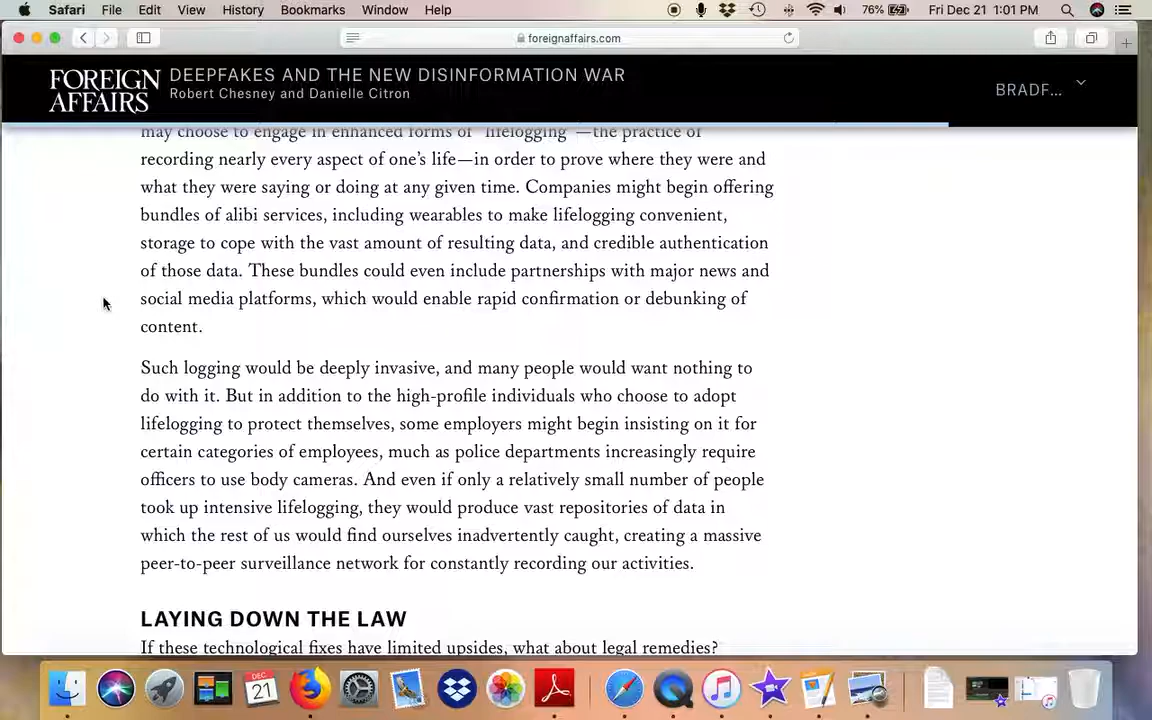 Safari File Edit View History Bookmarks Window Help 76% Fri Dec 21 1:01 PM
foreignaffairs.com
FOREIGN AFFAIRS
DEEPFAKES AND THE NEW DISINFORMATION WAR
Robert Chesney and Danielle Citron
BRADF...
may choose to engage in enhanced forms of "lifelogging"—the practice of
recording nearly every aspect of one's life—in order to prove where they were and
what they were saying or doing at any given time. Companies might begin offering
bundles of alibi services, including wearables to make lifelogging convenient,
storage to cope with the vast amount of resulting data, and credible authentication
of those data. These bundles could even include partnerships with major news and
social media platforms, which would enable rapid confirmation or debunking of
content.
Such logging would be deeply invasive, and many people would want nothing to
do with it. But in addition to the high-profile individuals who choose to adopt
lifelogging to protect themselves, some employers might begin insisting on it for
certain categories of employees, much as police departments increasingly require
officers to use body cameras. And even if only a relatively small number of people
took up intensive lifelogging, they would produce vast repositories of data in
which the rest of us would find ourselves inadvertently caught, creating a massive
peer-to-peer surveillance network for constantly recording our activities.
LAYING DOWN THE LAW
If these technological fixes have limited upsides, what about legal remedies?
DEC
21